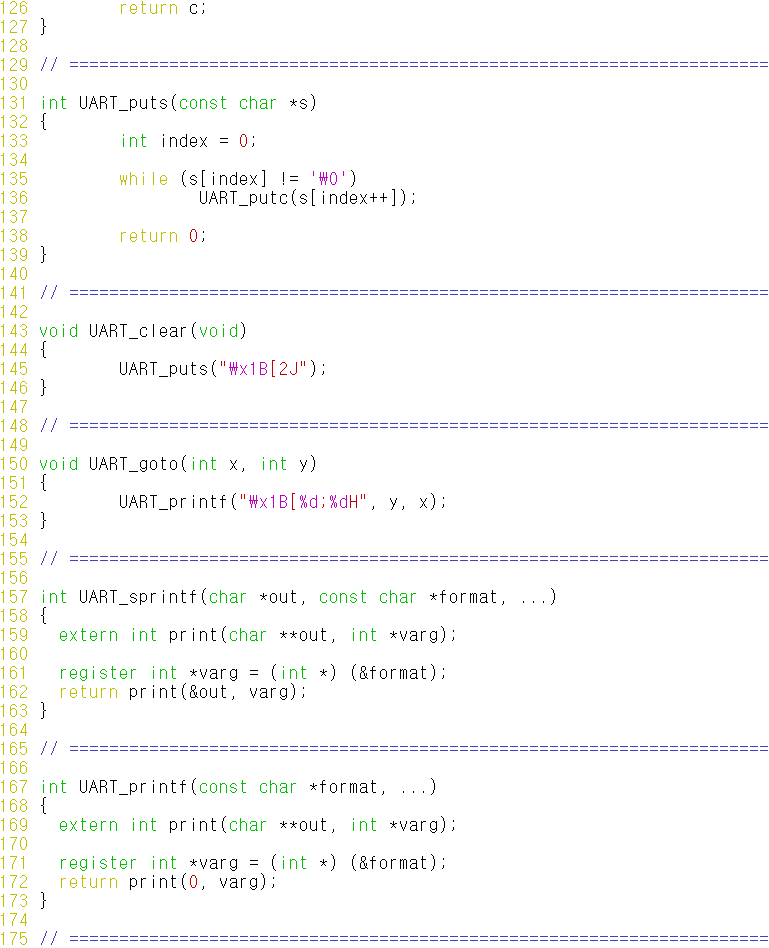 126         return c;
127 }
128
129 // ======================================================================
130
131 int UART_puts(const char *s)
132 {
133         int index = 0;
134
135         while (s[index] != '₩0')
136                 UART_putc(s[index++]);
137
138         return 0;
139 }
140
141 // ======================================================================
142
143 void UART_clear(void)
144 {
145         UART_puts("₩x1B[2J");
146 }
147
148 // ======================================================================
149
150 void UART_goto(int x, int y)
151 {
152         UART_printf("₩x1B[%d;%dH", y, x);
153 }
154
155 // ======================================================================
156
157 int UART_sprintf(char *out, const char *format, ...)
158 {
159   extern int print(char **out, int *varg);
160
161   register int *varg = (int *) (&format);
162   return print(&out, varg);
163 }
164
165 // ======================================================================
166
167 int UART_printf(const char *format, ...)
168 {
169   extern int print(char **out, int *varg);
170
171   register int *varg = (int *) (&format);
172   return print(0, varg);
173 }
174
175 // ======================================================================